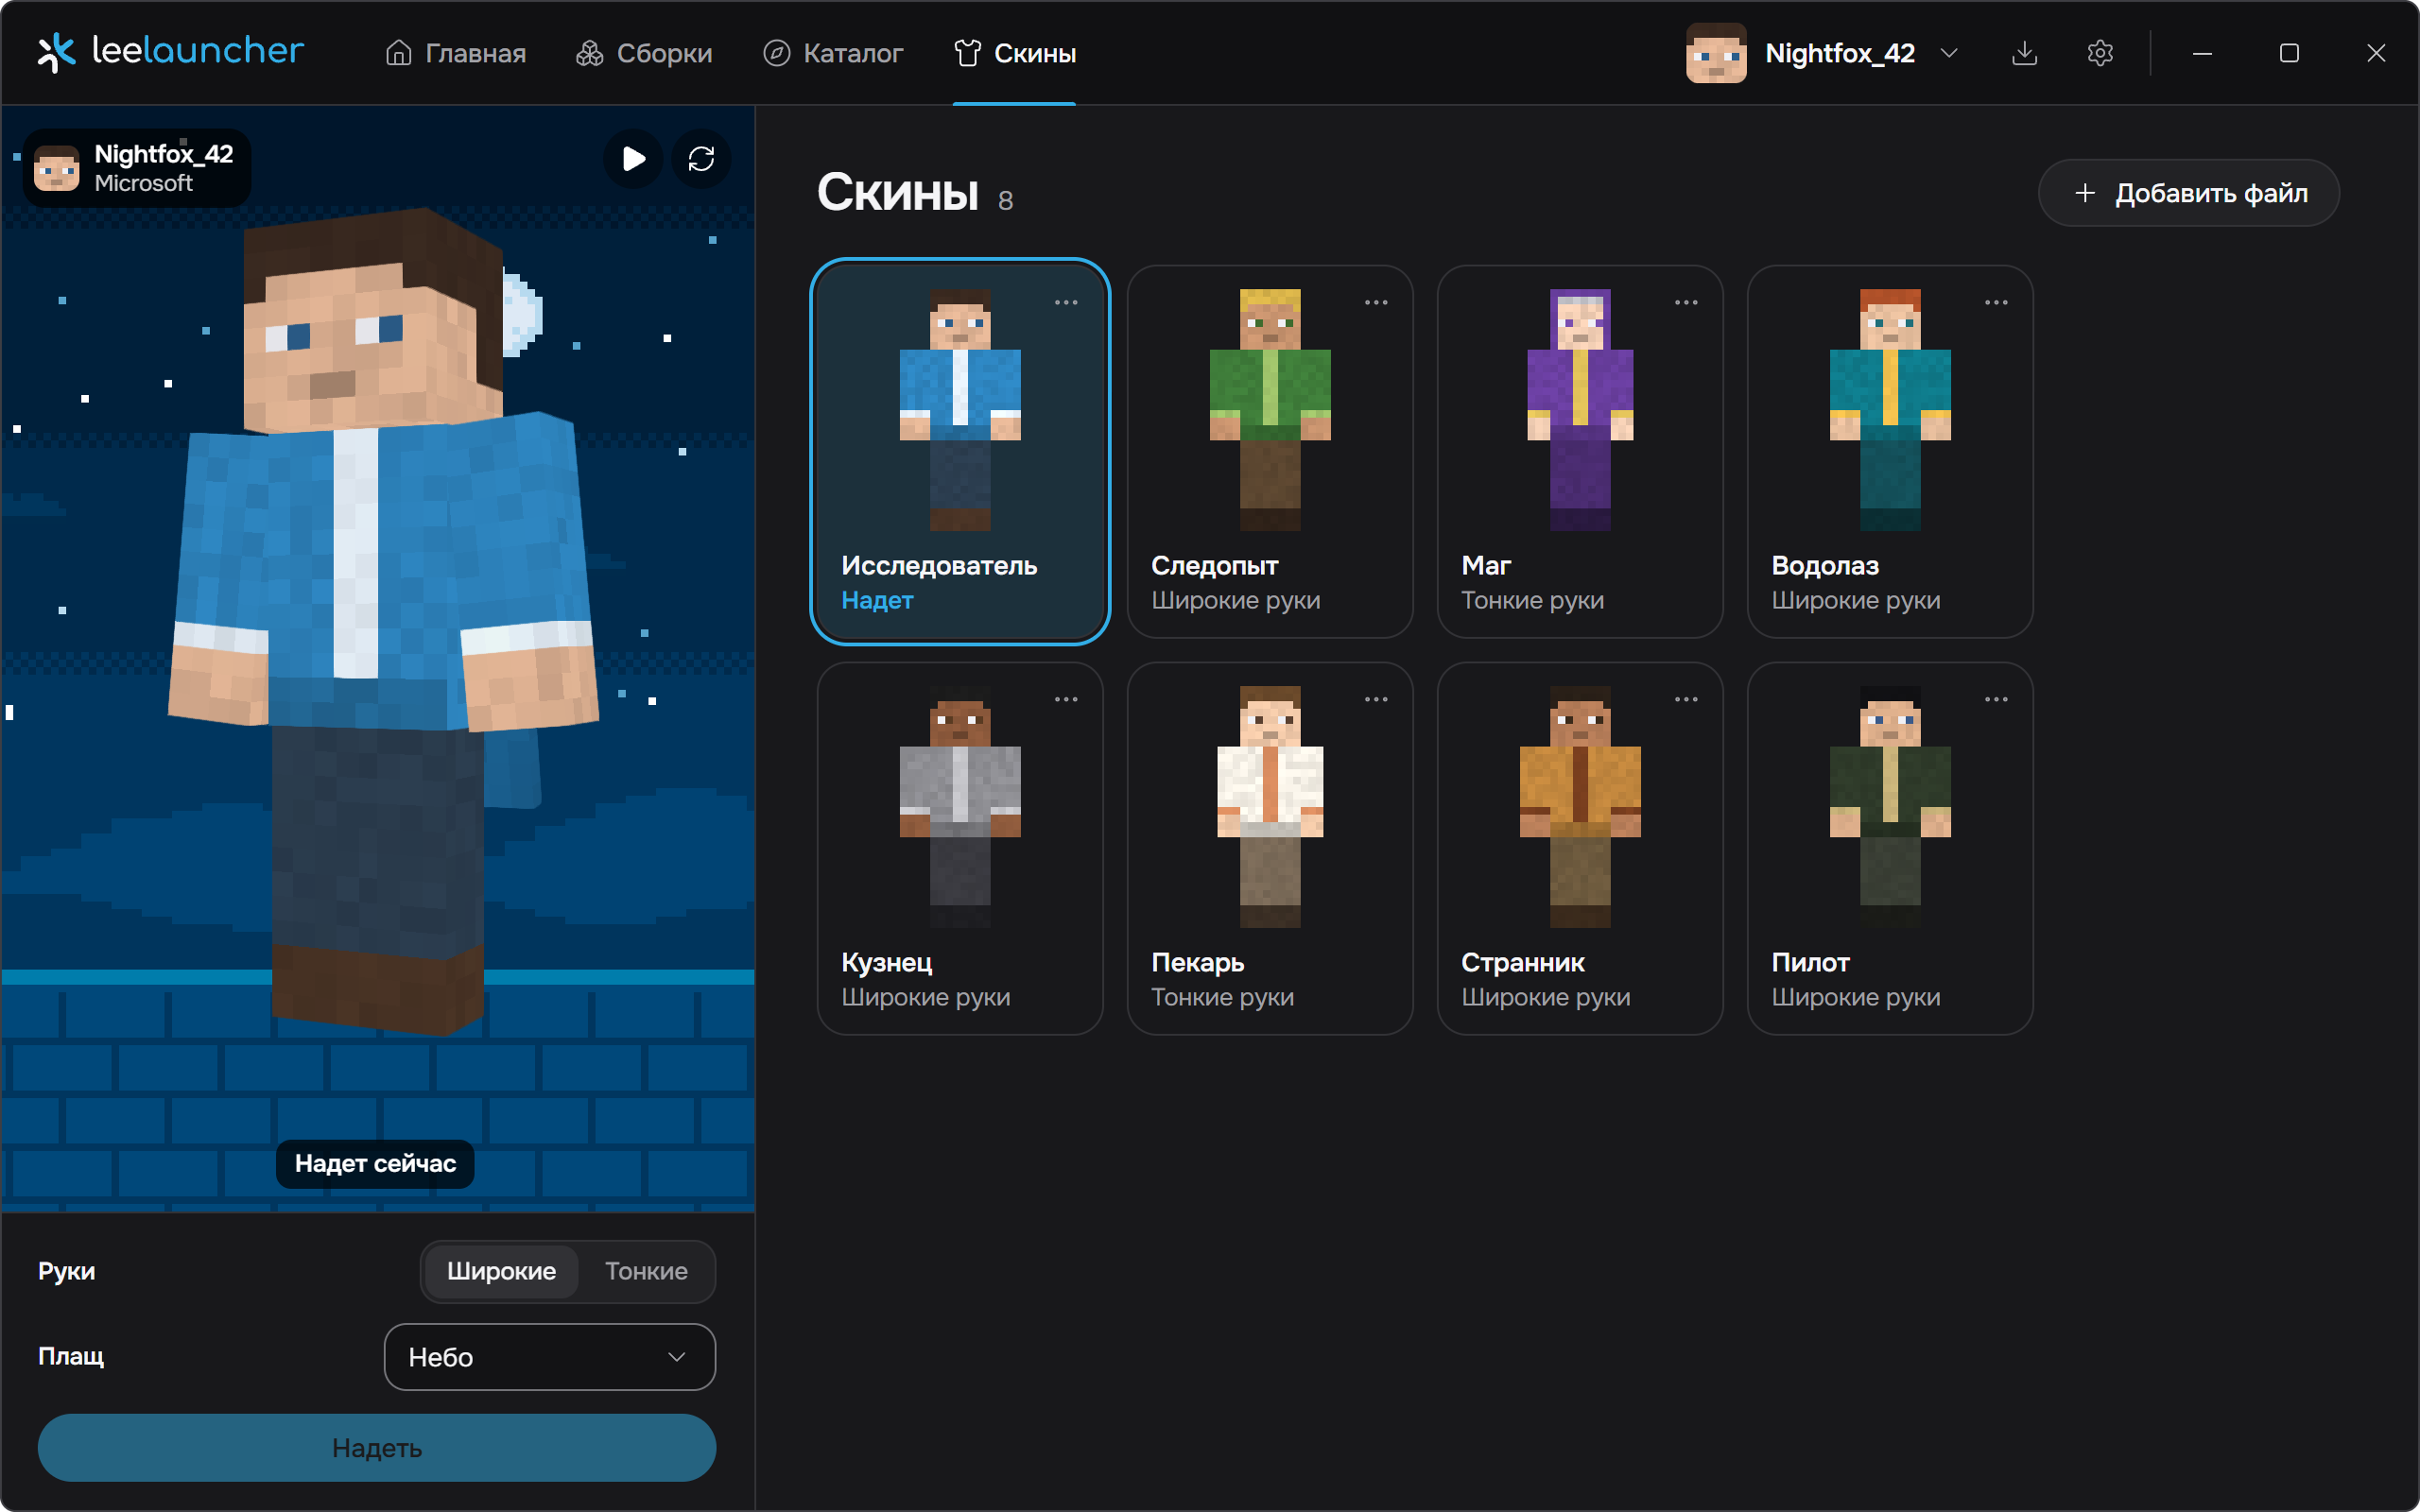 leelauncher
Главная
Сборки
Каталог
Скины
Nightfox_42
Nightfox_42
Microsoft
Скины 8
Добавить файл
Исследователь
Надет
Следопыт
Широкие руки
Маг
Тонкие руки
Водолаз
Широкие руки
Кузнец
Широкие руки
Пекарь
Тонкие руки
Странник
Широкие руки
Пилот
Широкие руки
Надет сейчас
Руки
Широкие
Тонкие
Плащ
Небо
Надеть